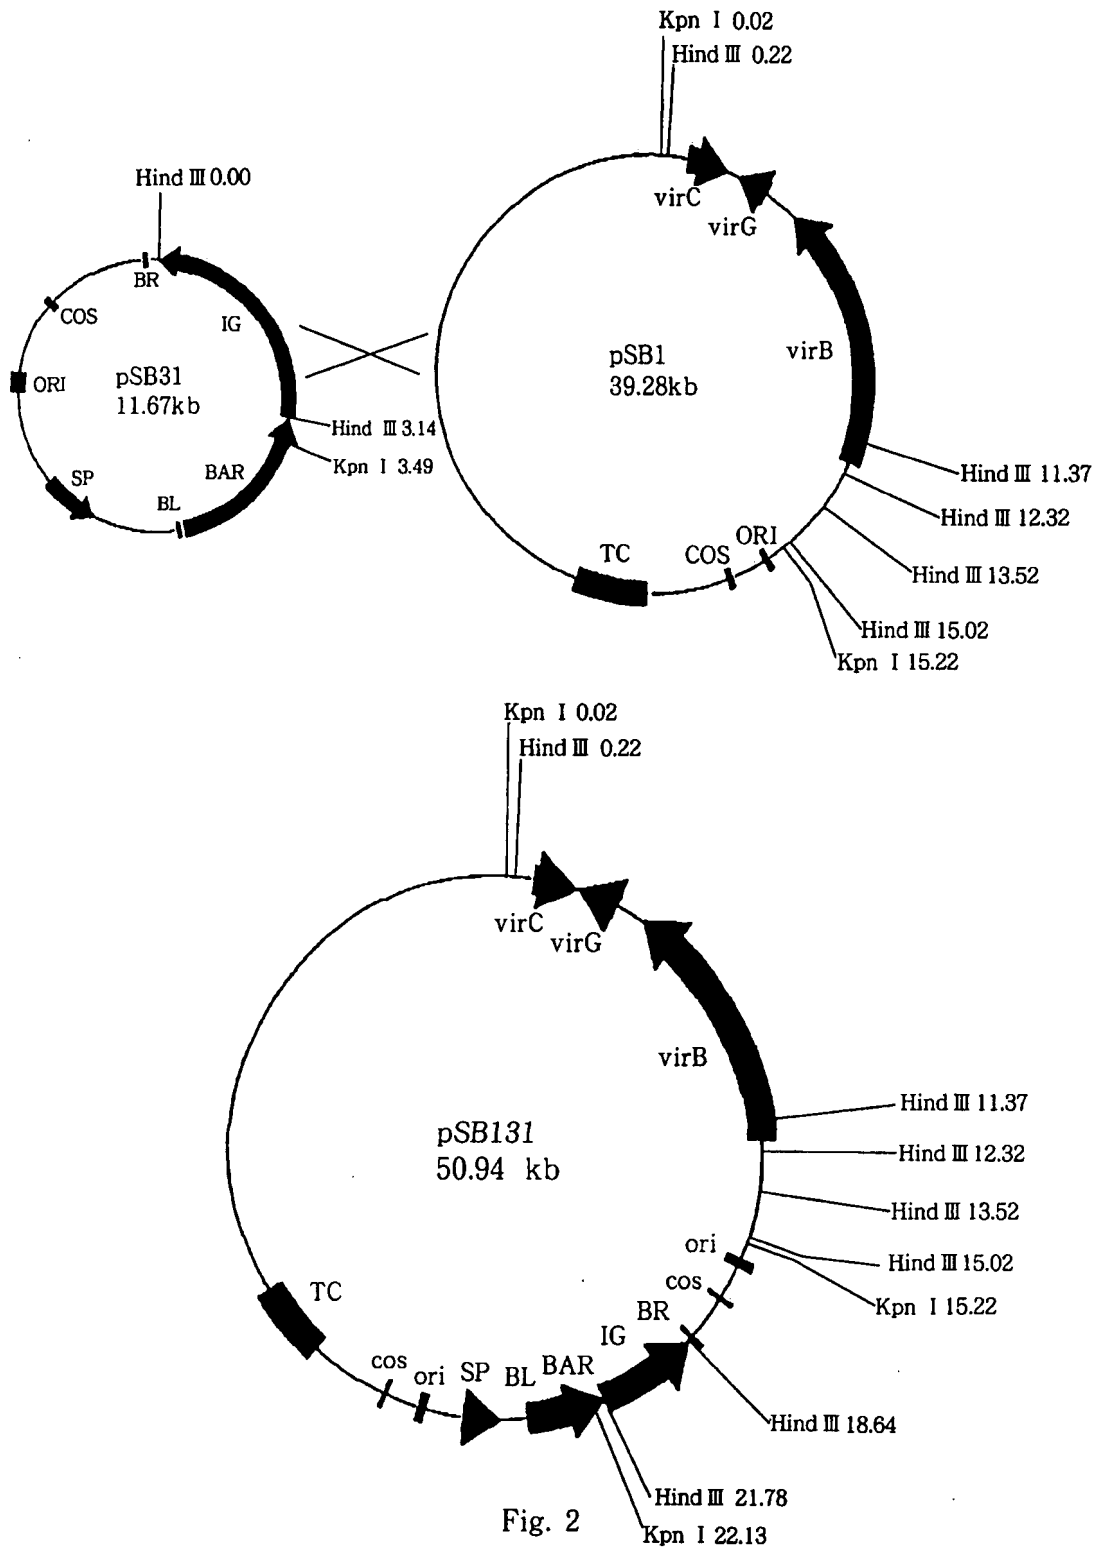 Kpn I 0.02
Hind III 0.22
Hind III 0.00
virC
virG
BR
COS
IG
virB
pSB31
11.67kb
ORI
pSB1
39.28kb
Hind III 3.14
Kpn I 3.49
SP
BAR
BL
Hind III 11.37
Hind III 12.32
ORI
COS
TC
Hind III 13.52
Hind III 15.02
Kpn I 15.22
Kpn I 0.02
Hind III 0.22
virC
virG
virB
pSB131
50.94 kb
Hind III 11.37
Hind III 12.32
Hind III 13.52
ori
Hind III 15.02
cos
Kpn I 15.22
TC
BR
IG
cos
ori
SP
BL
BAR
Hind III 18.64
Hind III 21.78
Kpn I 22.13
Fig. 2